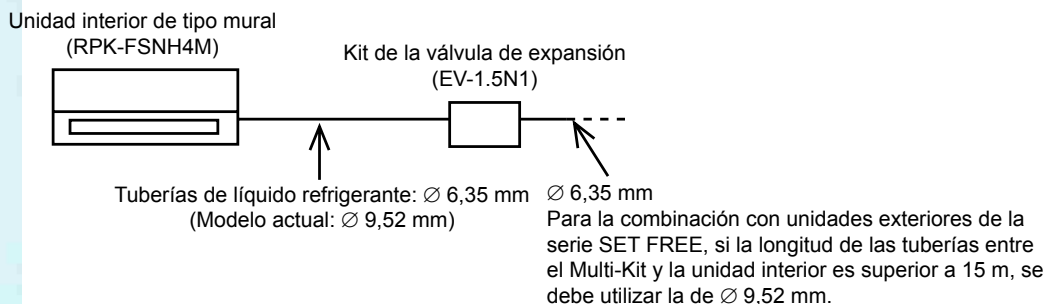 Unidad interior de tipo mural
(RPK-FSNH4M)
Kit de la válvula de expansión
(EV-1.5N1)
Tuberías de líquido refrigerante: ∅ 6,35 mm
(Modelo actual: ∅ 9,52 mm)
∅ 6,35 mm
Para la combinación con unidades exteriores de la
serie SET FREE, si la longitud de las tuberías entre
el Multi-Kit y la unidad interior es superior a 15 m, se
debe utilizar la de ∅ 9,52 mm.